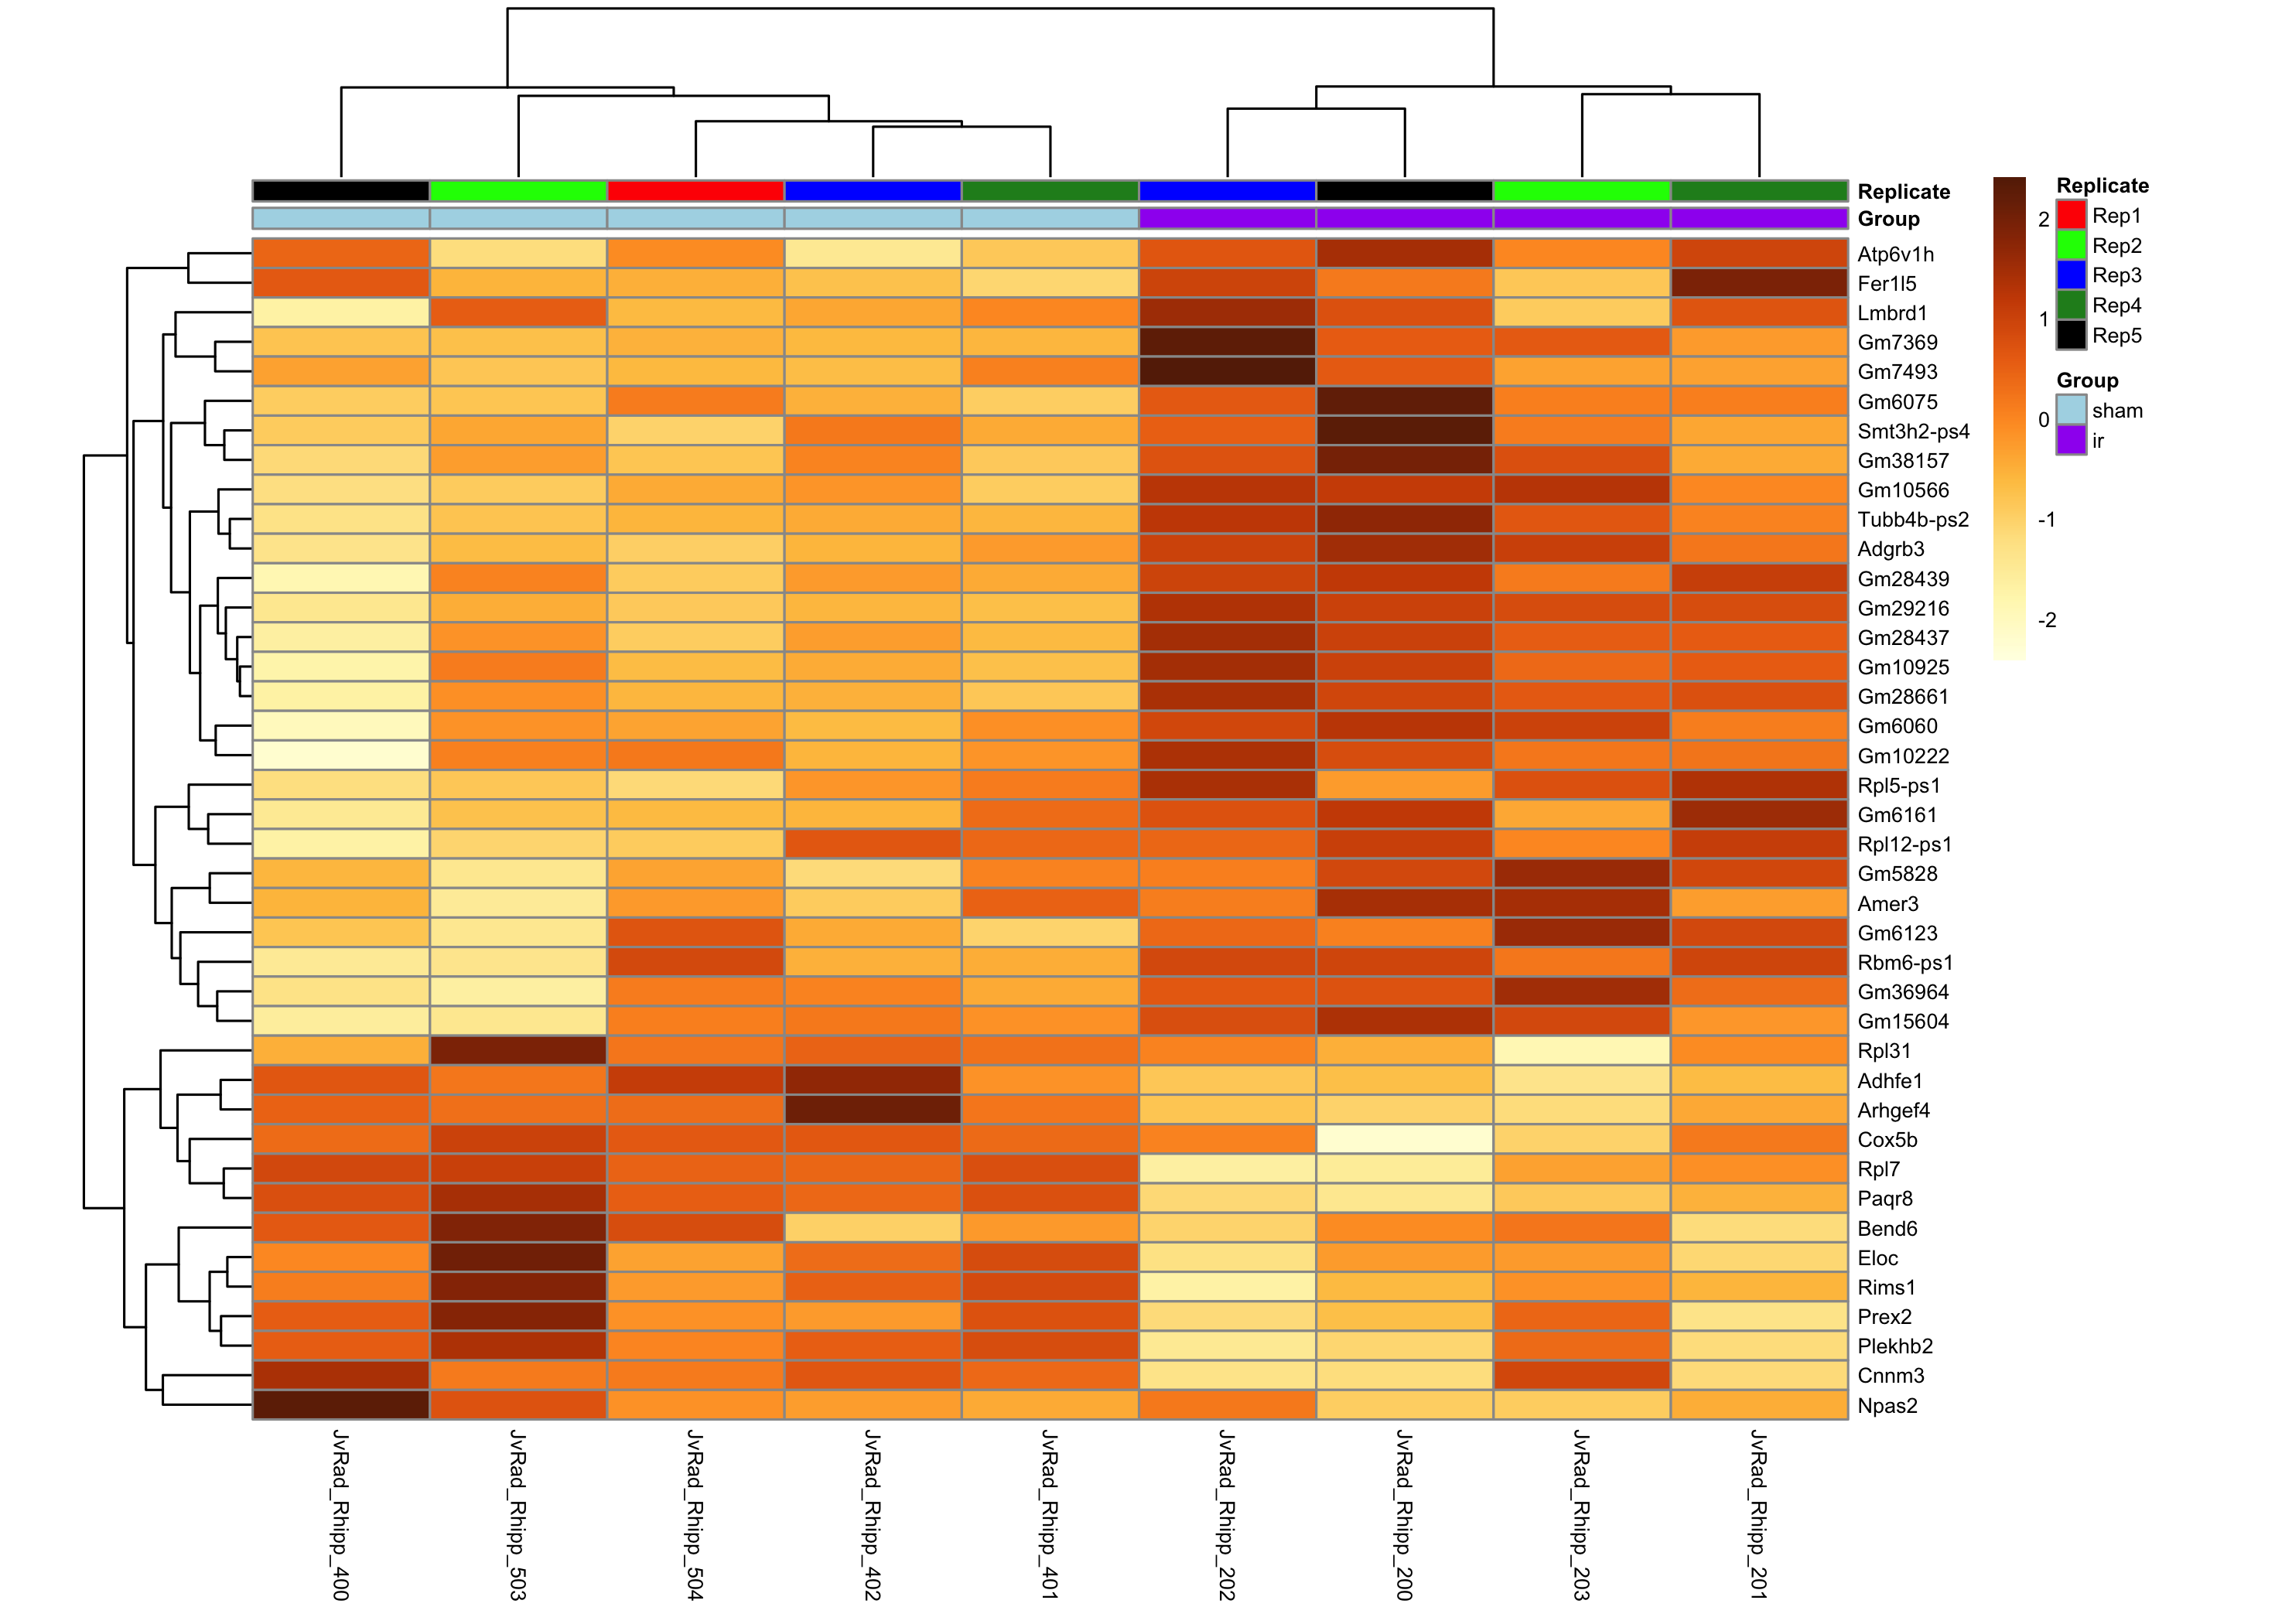 Replicate
Group
Atp6v1h
Fer1l5
Lmbrd1
Gm7369
Gm7493
Gm6075
Smt3h2-ps4
Gm38157
Gm10566
Tubb4b-ps2
Adgrb3
Gm28439
Gm29216
Gm28437
Gm10925
Gm28661
Gm6060
Gm10222
Rpl5-ps1
Gm6161
Rpl12-ps1
Gm5828
Amer3
Gm6123
Rbm6-ps1
Gm36964
Gm15604
Rpl31
Adhfe1
Arhgef4
Cox5b
Rpl7
Paqr8
Bend6
Eloc
Rims1
Prex2
Plekhb2
Cnnm3
Npas2
JvRad_Rhipp_400
JvRad_Rhipp_503
JvRad_Rhipp_504
JvRad_Rhipp_402
JvRad_Rhipp_401
JvRad_Rhipp_202
JvRad_Rhipp_200
JvRad_Rhipp_203
JvRad_Rhipp_201
2
1
0
-1
-2
Replicate
Rep1
Rep2
Rep3
Rep4
Rep5
Group
sham
ir